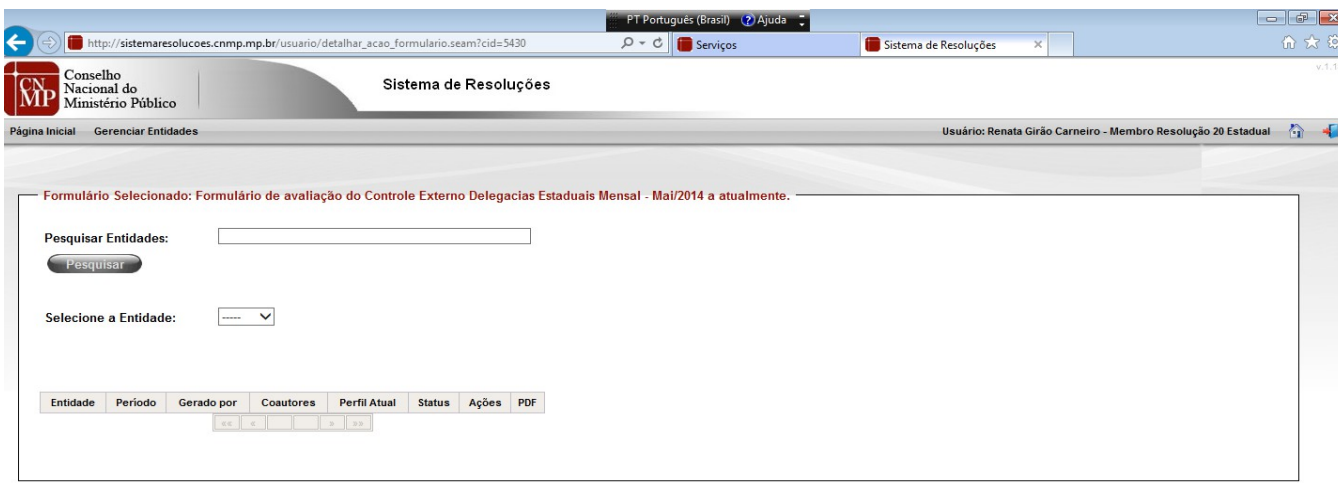 PT Português (Brasil) ? Ajuda
http://sistemaresolucoes.cnmp.mp.br/usuario/detalhar_acao_formulario.seam?cid=5430
Serviços
Sistema de Resoluções
CNMP
Conselho
Nacional do
Ministério Público
Sistema de Resoluções
v.1.1
Página Inicial Gerenciar Entidades Usuário: Renata Girão Carneiro - Membro Resolução 20 Estadual
Formulário Selecionado: Formulário de avaliação do Controle Externo Delegacias Estaduais Mensal - Mai/2014 a atualmente.
Pesquisar Entidades:
Pesquisar
Selecione a Entidade: -----
Entidade Período Gerado por Coautores Perfil Atual Status Ações PDF
«« « » »»